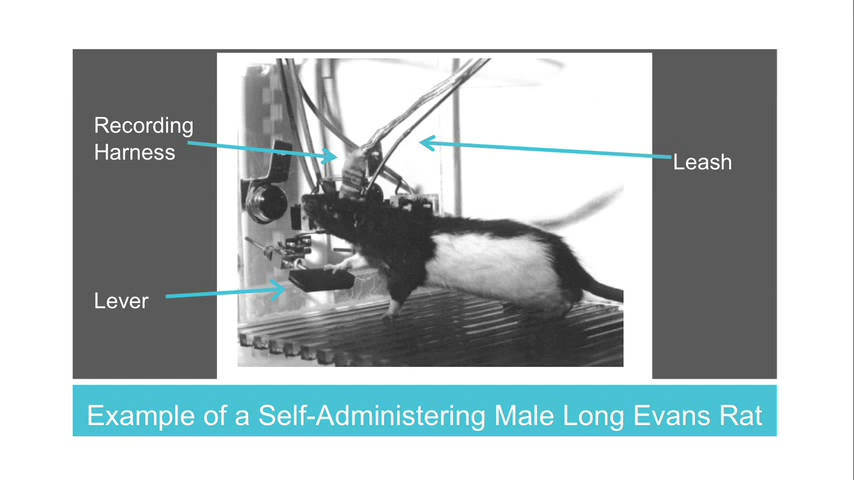 Recording
Harness
Leash
Lever
Example of a Self-Administering Male Long Evans Rat